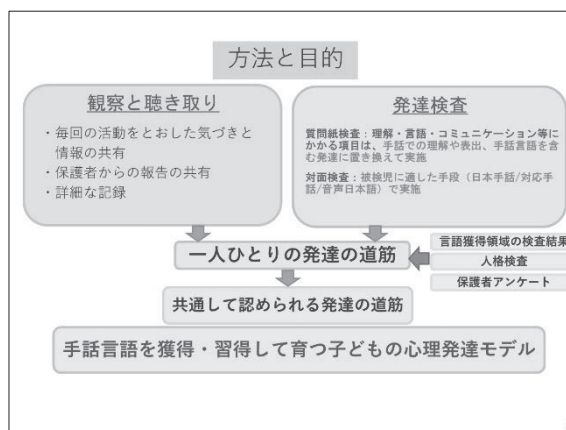 方法と目的
観察と聴き取り
・毎回の活動をとおした気づきと
情報の共有
・保護者からの報告の共有
・詳細な記録
発達検査
質問紙検査：理解・言語・コミュニケーション等に
かかる項目は、手話での理解や表出、手話言語を含
む発達に置き換えて実施
対面検査：被検児に適した手段（日本手話/対応手
話/音声日本語）で実施
一人ひとりの発達の道筋
言語獲得領域の検査結果
人格検査
保護者アンケート
共通して認められる発達の道筋
手話言語を獲得・習得して育つ子どもの心理発達モデル